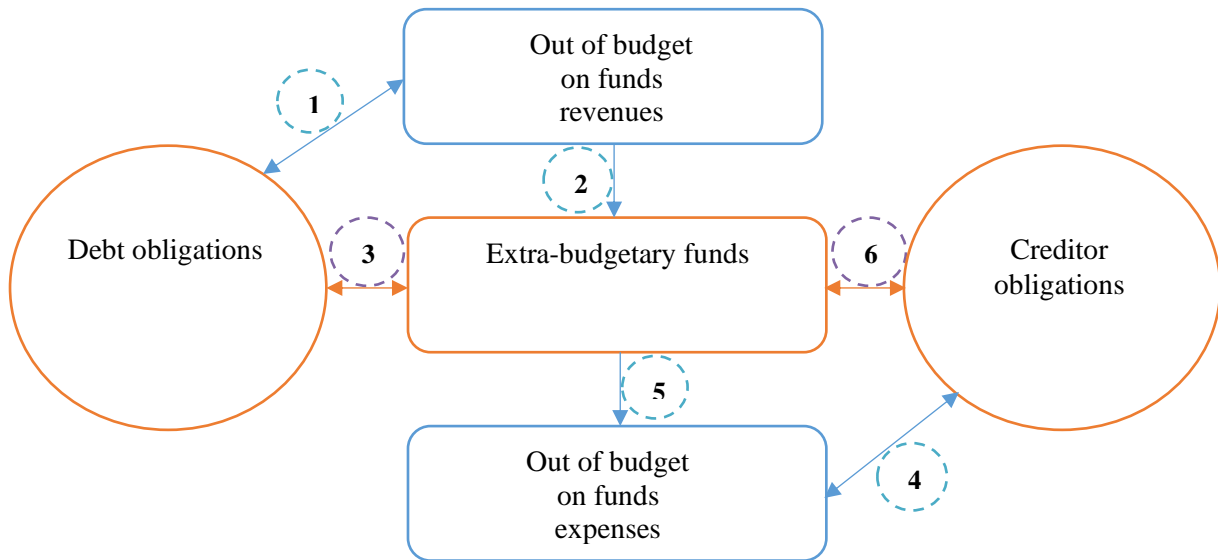 Out of budget
on funds
revenues
1
2
Debt obligations
3
Extra-budgetary funds
6
Creditor
obligations
5
Out of budget
on funds
expenses
4